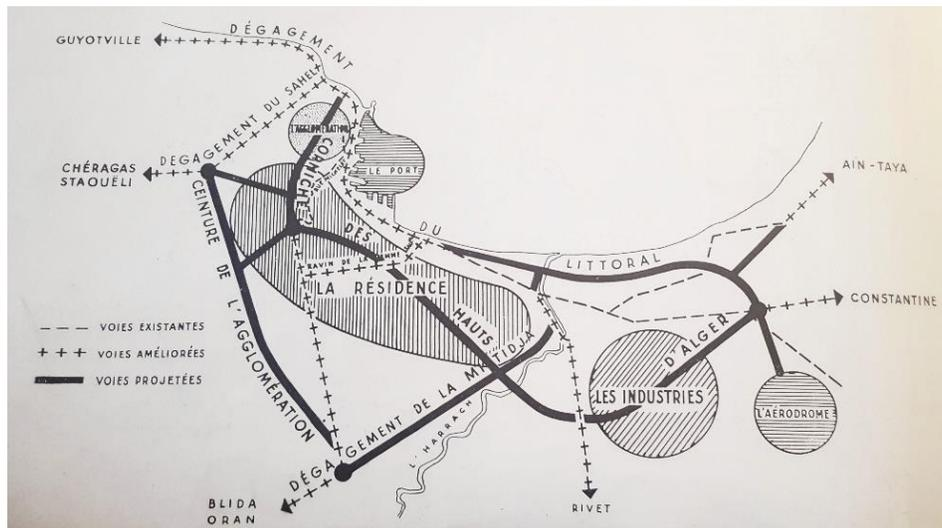 GUYOTVILLE
DÉGAGEMENT
DU
LITTORAL
DÉGAGEMENT DU SAHEL
L'AGGLOMÉRATION
LE PORT
CHÉRAGAS
STAOUËLI
AIN-TAYA
CORNICHE
DES
HAUTS
D'ALGER
CEINTURE DE L'AGGLOMÉRATION
RAVIN DE
LA RÉSIDENCE
CONSTANTINE
VOIES EXISTANTES
VOIES AMÉLIORÉES
VOIES PROJETÉES
LES INDUSTRIES
L'AÉRODROME
DÉGAGEMENT DE LA MITIDJA
L'HARRACH
BLIDA
ORAN
RIVET